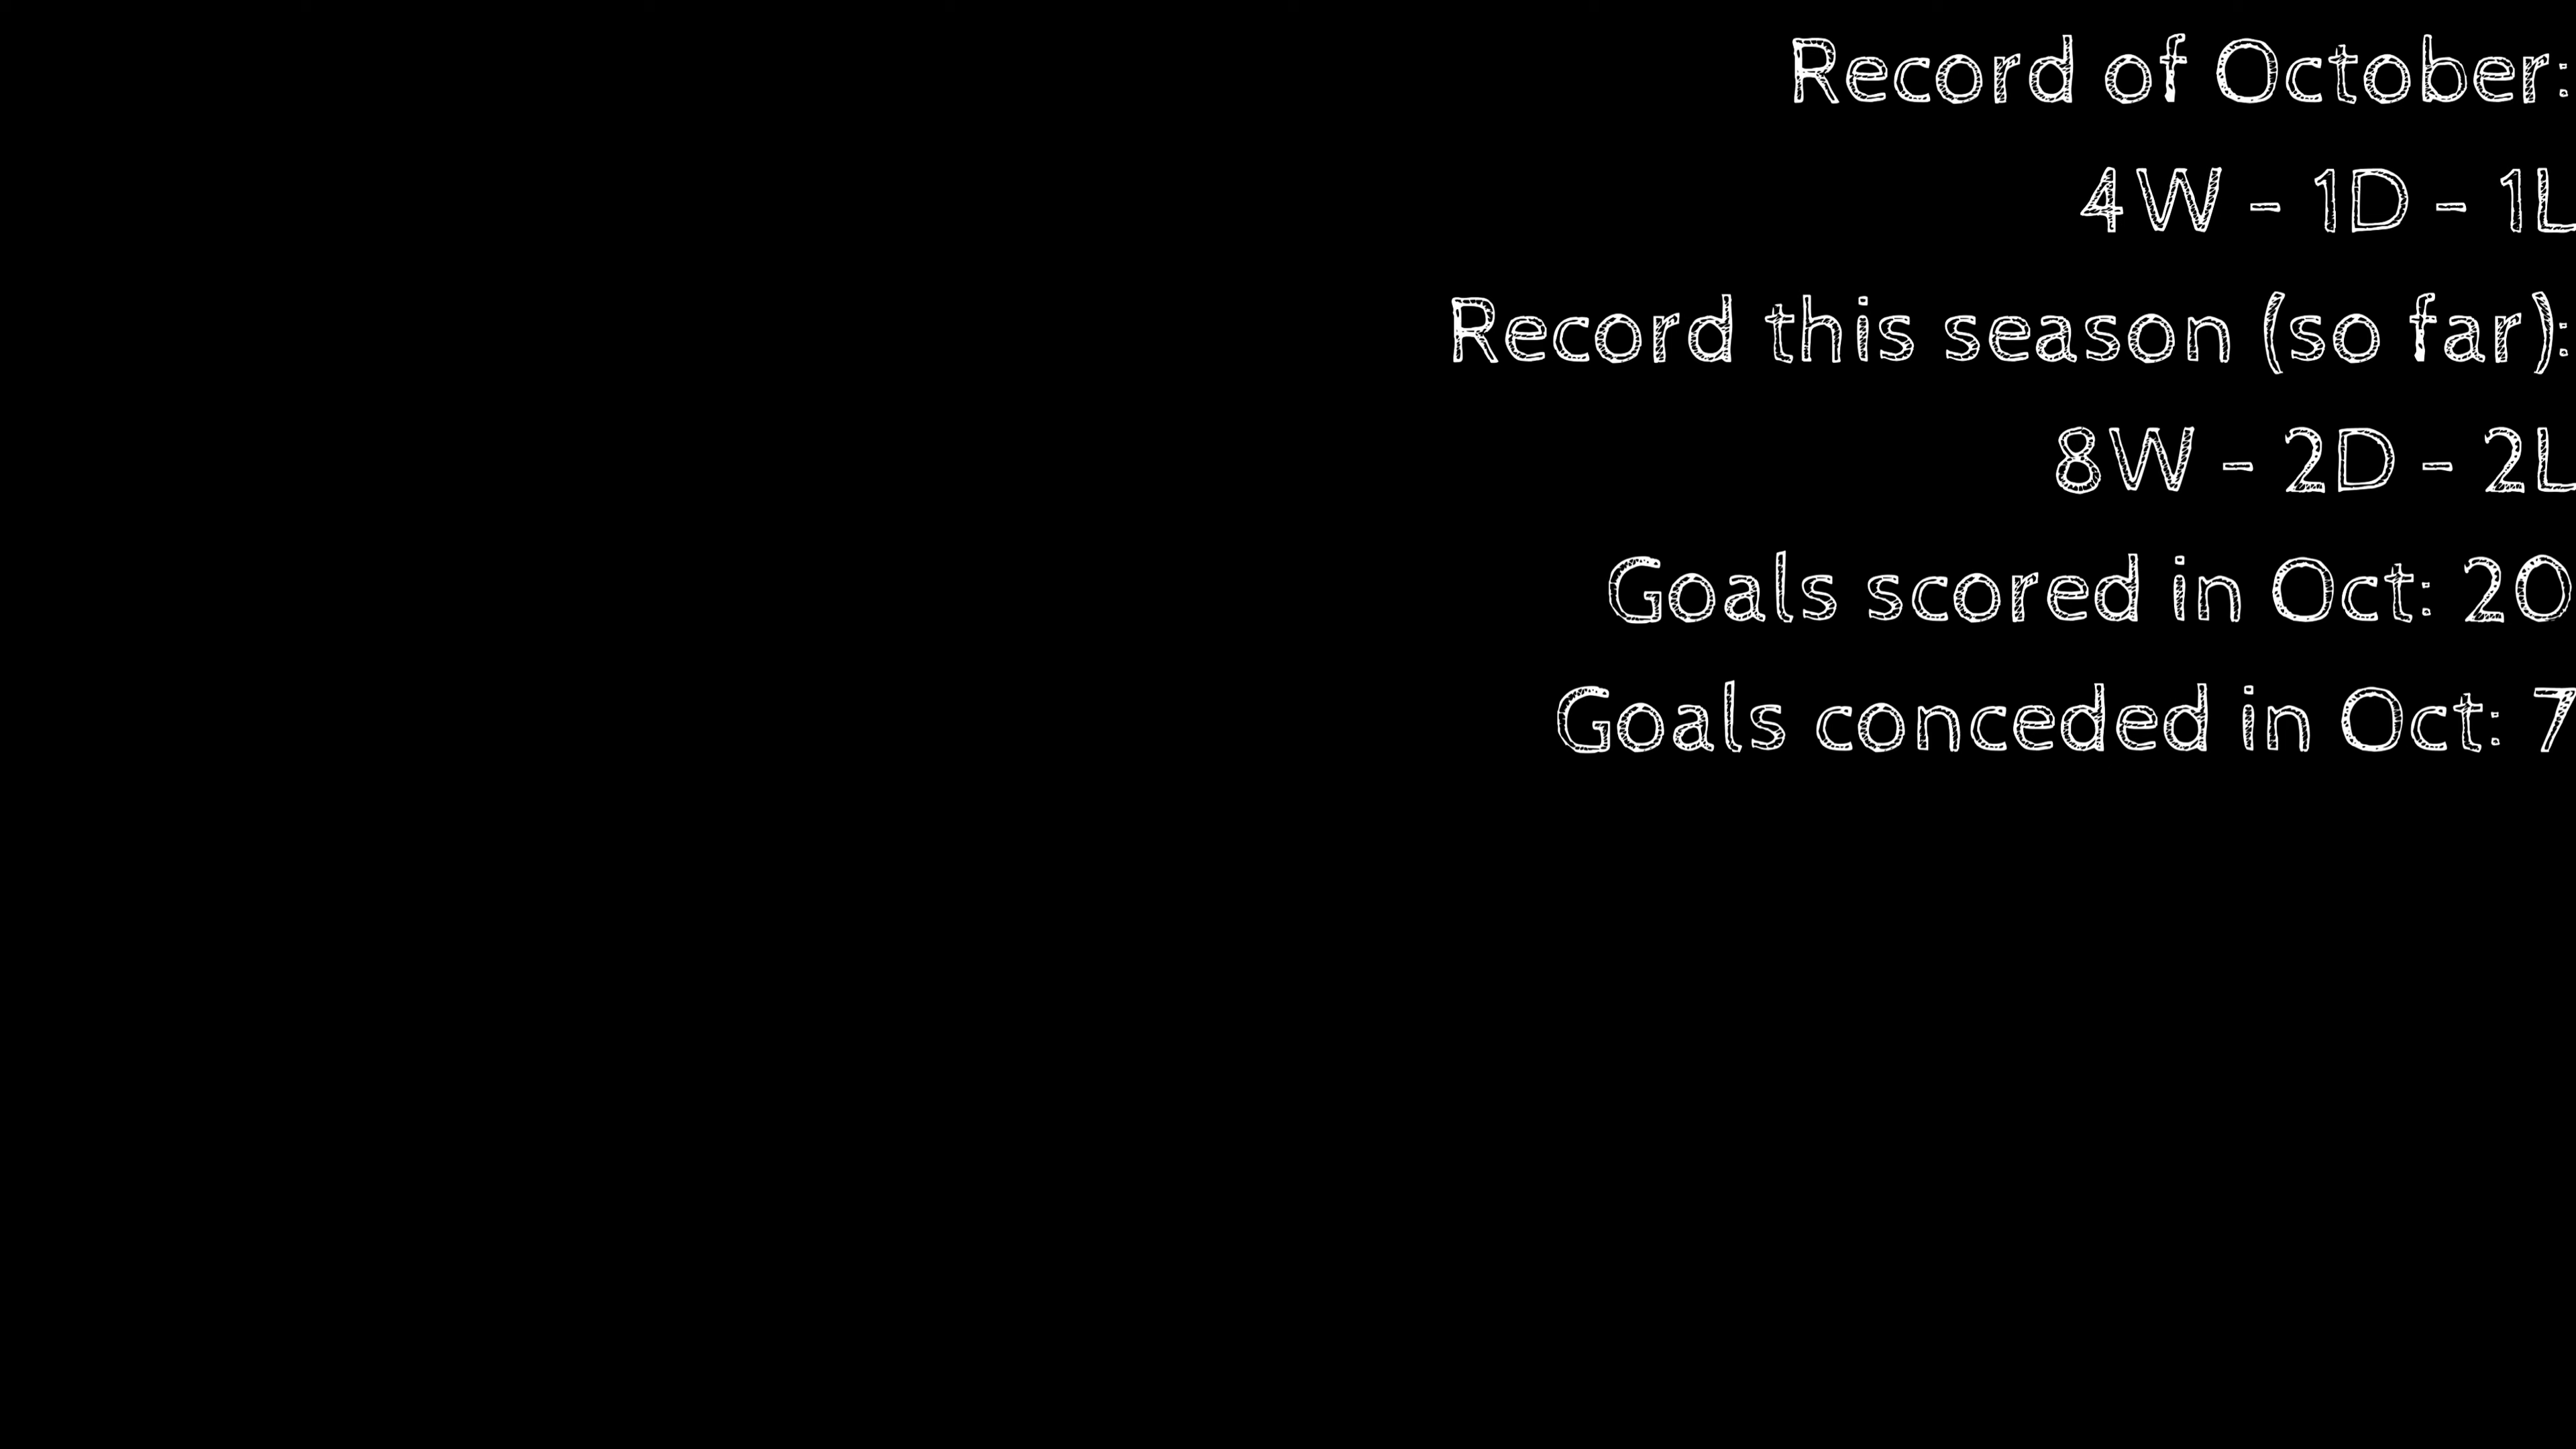 Record of October:
4W - 1D - 1L
Record this season (so far):
8W - 2D - 2L
Goals scored in Oct: 20
Goals conceded in Oct: 7